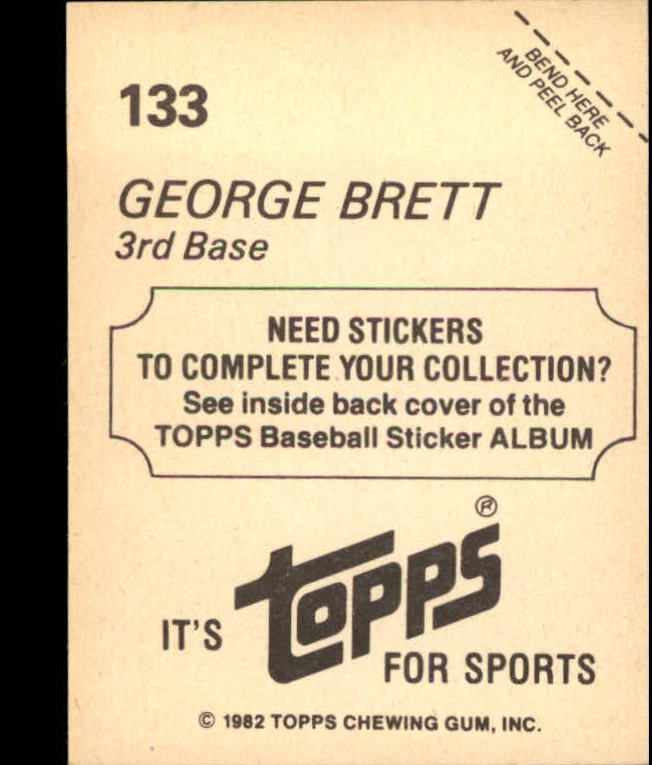 BEND HERE
AND PEEL BACK
133
GEORGE BRETT
3rd Base
NEED STICKERS
TO COMPLETE YOUR COLLECTION?
See inside back cover of the
TOPPS Baseball Sticker ALBUM
IT'S TOPPS®
FOR SPORTS
© 1982 TOPPS CHEWING GUM, INC.